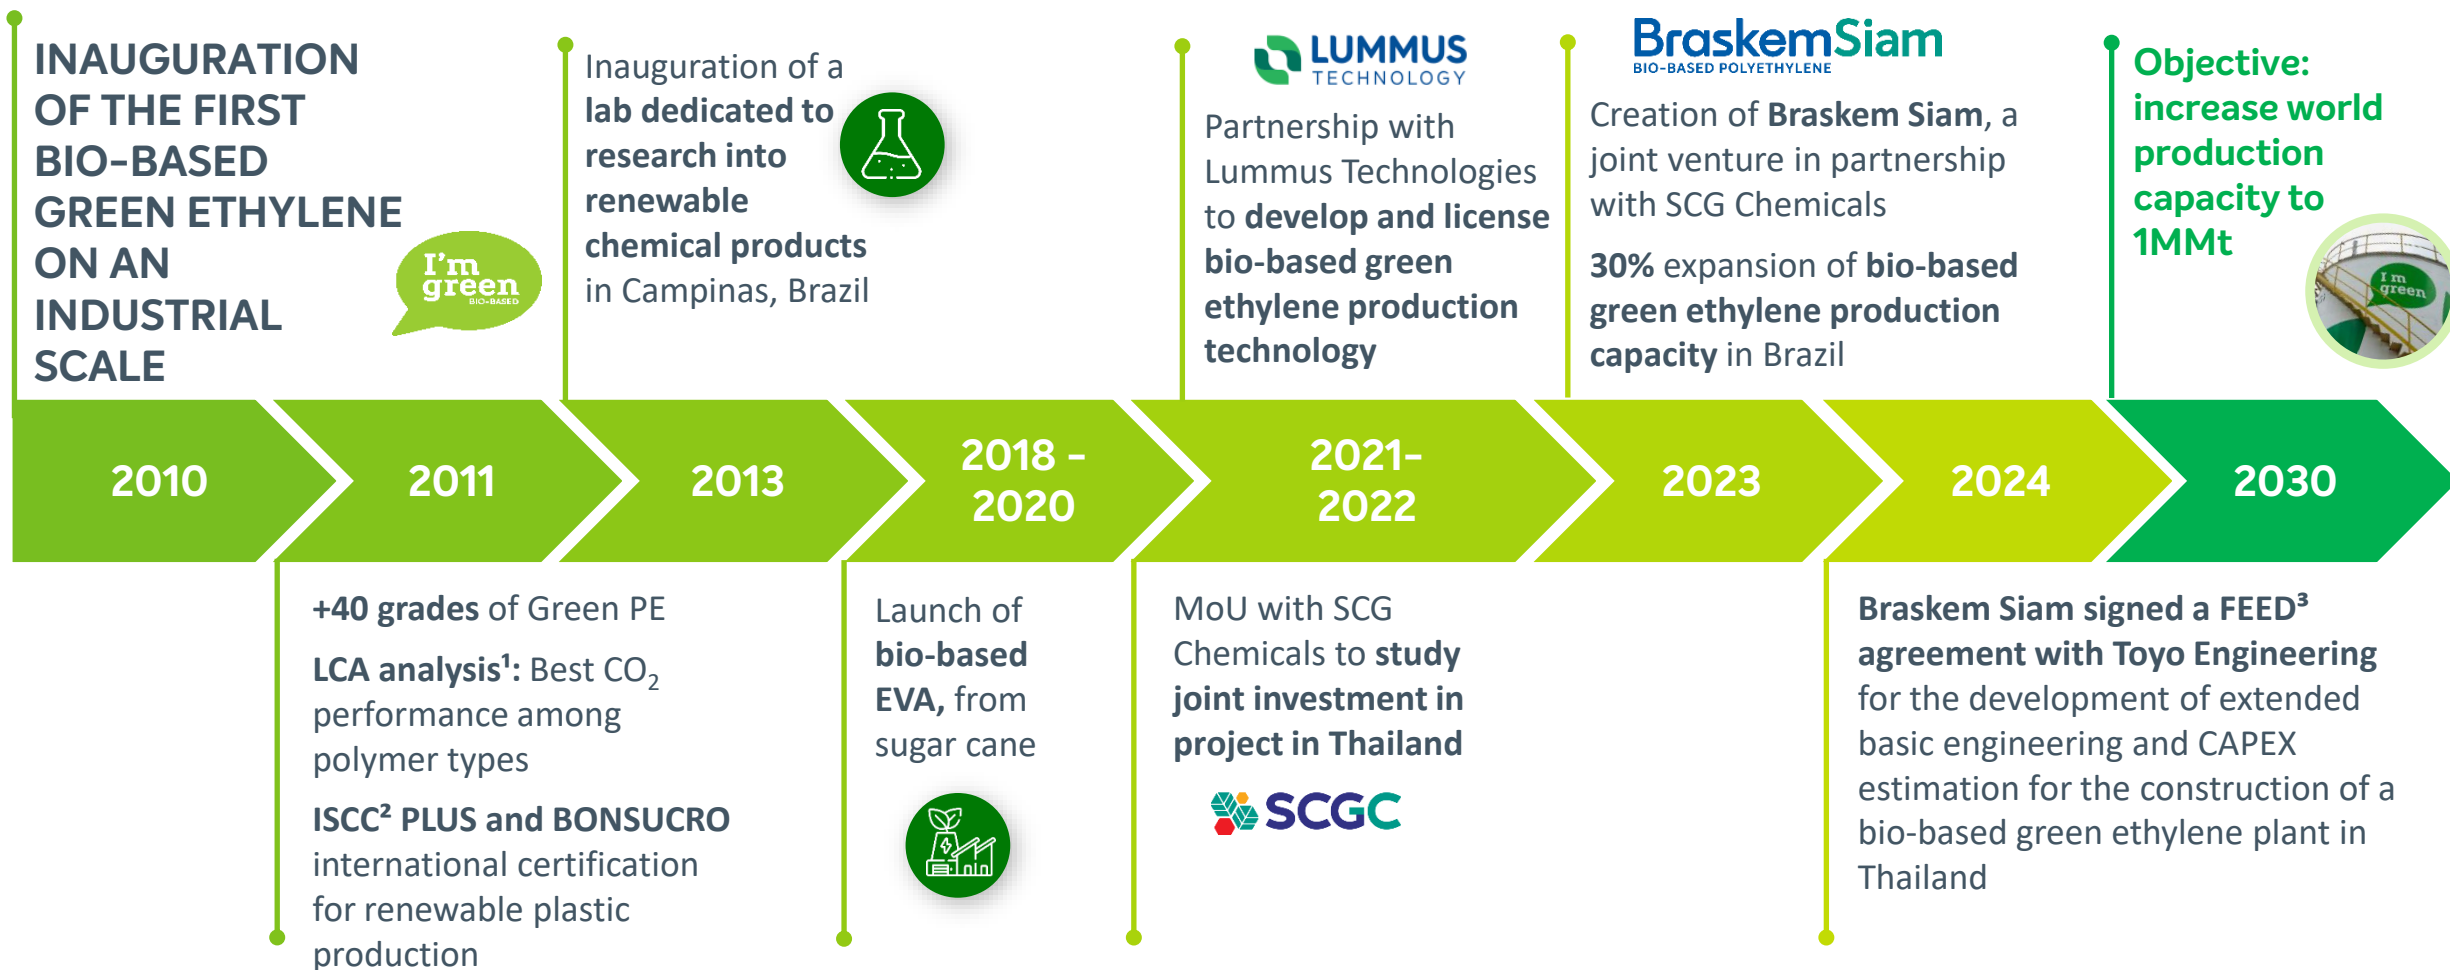 INAUGURATION
OF THE FIRST
BIO-BASED
GREEN ETHYLENE
ON AN
INDUSTRIAL
SCALE
I'm
green
BIO-BASED
Inauguration of a
lab dedicated to
research into
renewable
chemical products
in Campinas, Brazil
LUMMUS
TECHNOLOGY
Partnership with
Lummus Technologies
to develop and license
bio-based green
ethylene production
technology
BraskemSiam
BIO-BASED POLYETHYLENE
Creation of Braskem Siam, a
joint venture in partnership
with SCG Chemicals
30% expansion of bio-based
green ethylene production
capacity in Brazil
Objective:
increase world
production
capacity to
1MMt
I'm
green
2010
2011
2013
2018 -
2020
2021-
2022
2023
2024
2030
+40 grades of Green PE
LCA analysis¹: Best CO₂
performance among
polymer types
ISCC² PLUS and BONSUCRO
international certification
for renewable plastic
production
Launch of
bio-based
EVA, from
sugar cane
MoU with SCG
Chemicals to study
joint investment in
project in Thailand
SCGC
Braskem Siam signed a FEED³
agreement with Toyo Engineering
for the development of extended
basic engineering and CAPEX
estimation for the construction of a
bio-based green ethylene plant in
Thailand